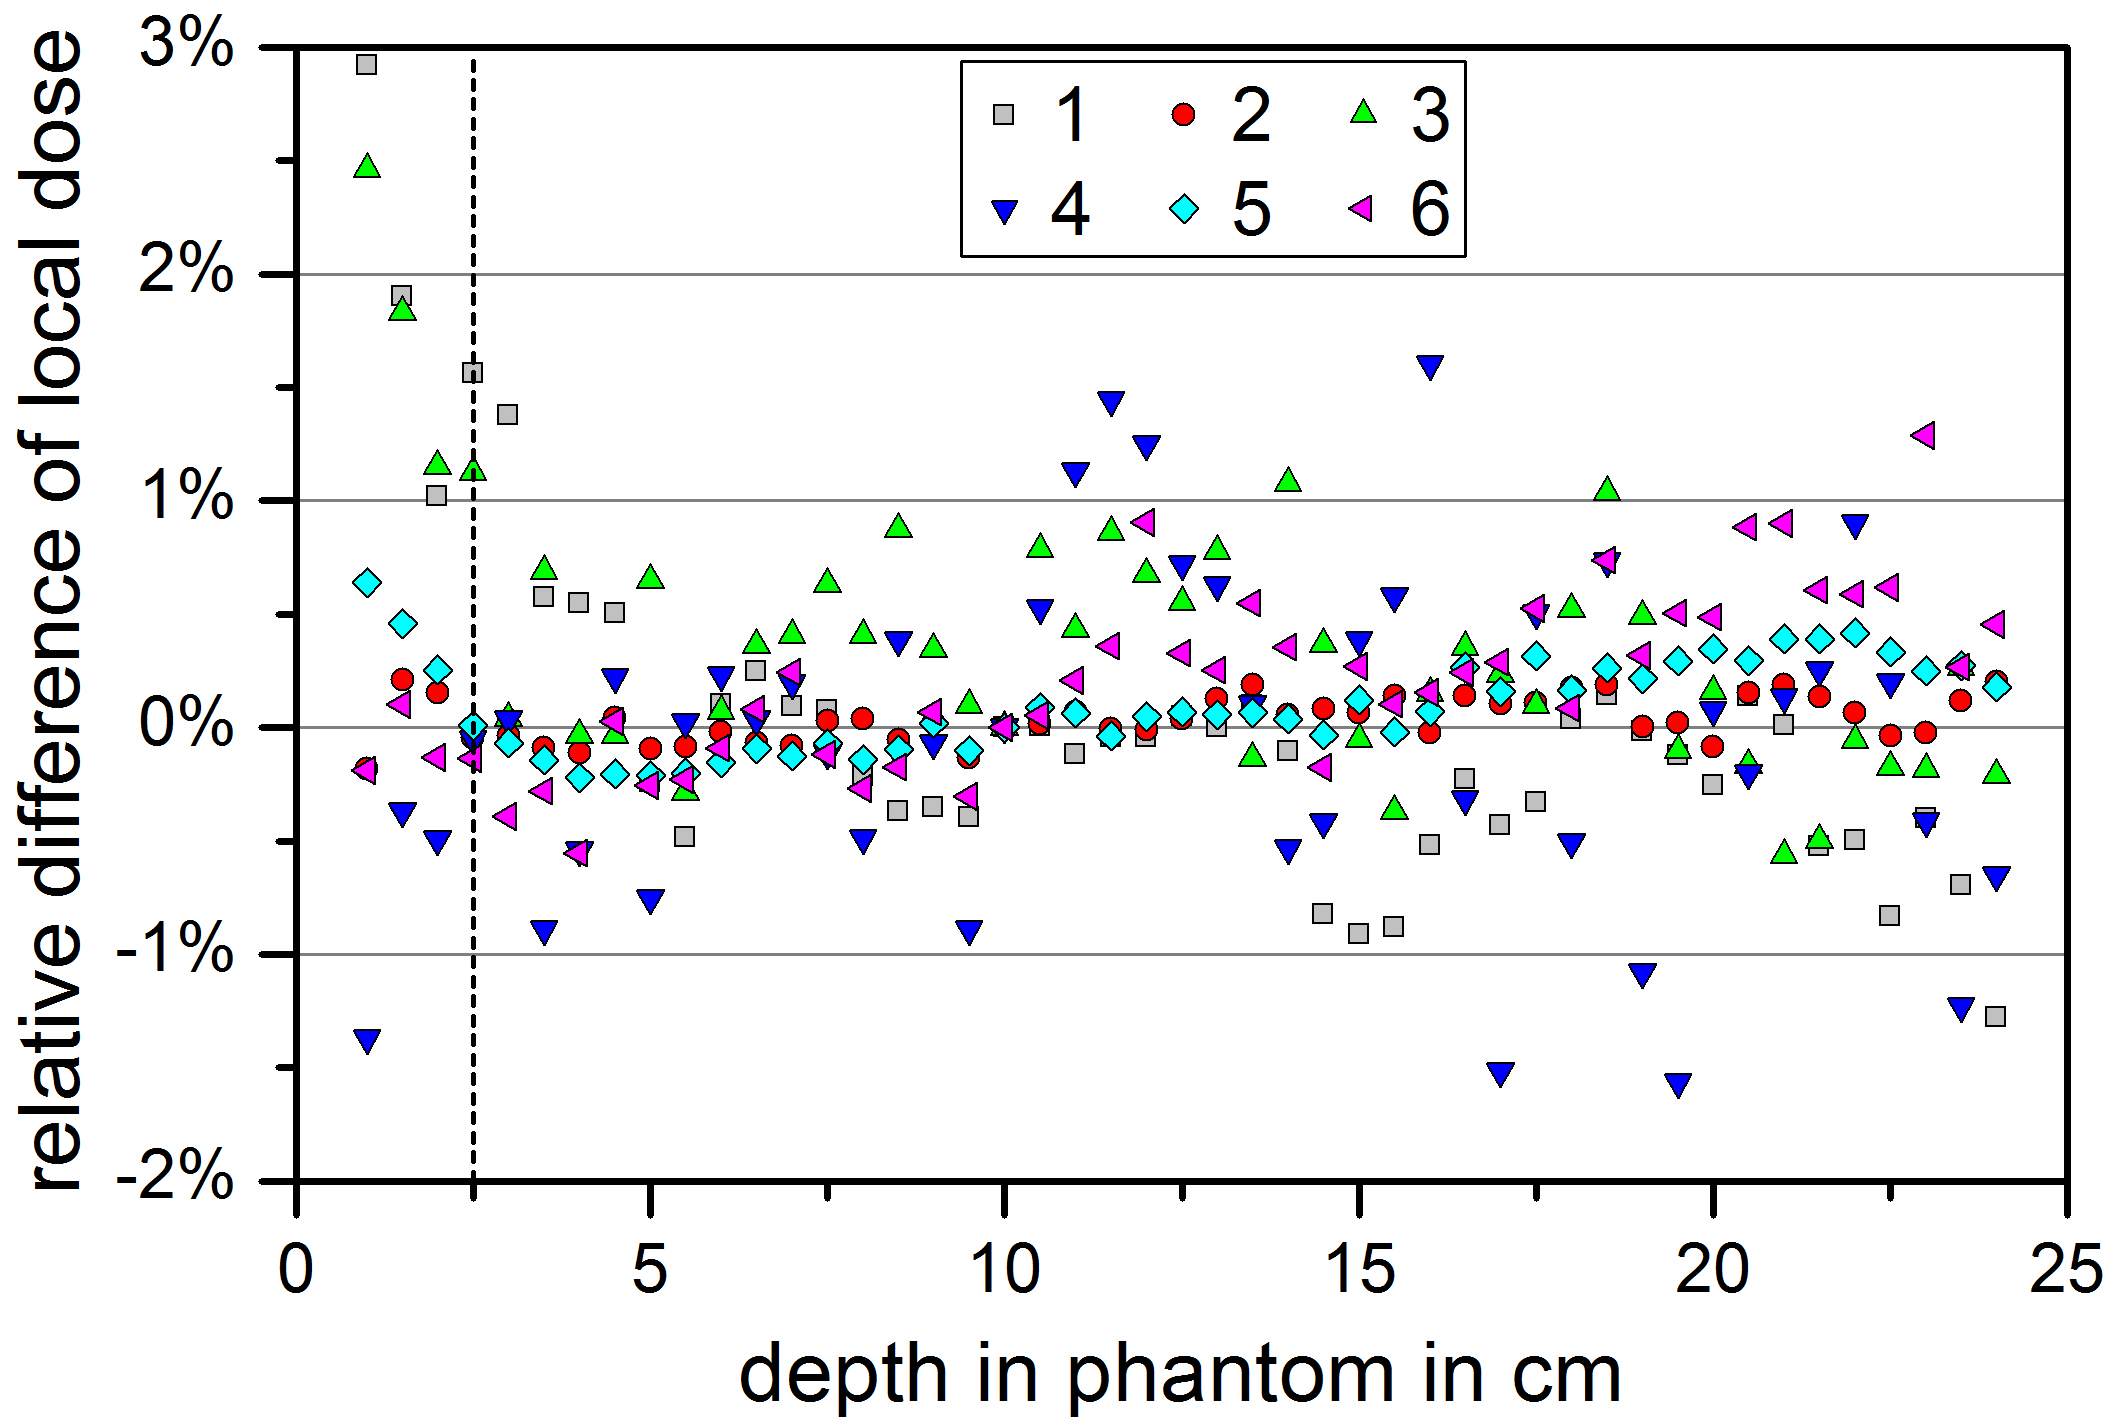 relative difference of local dose
3%
2%
1%
0%
-1%
-2%
1 2 3
4 5 6
0 5 10 15 20 25
depth in phantom in cm